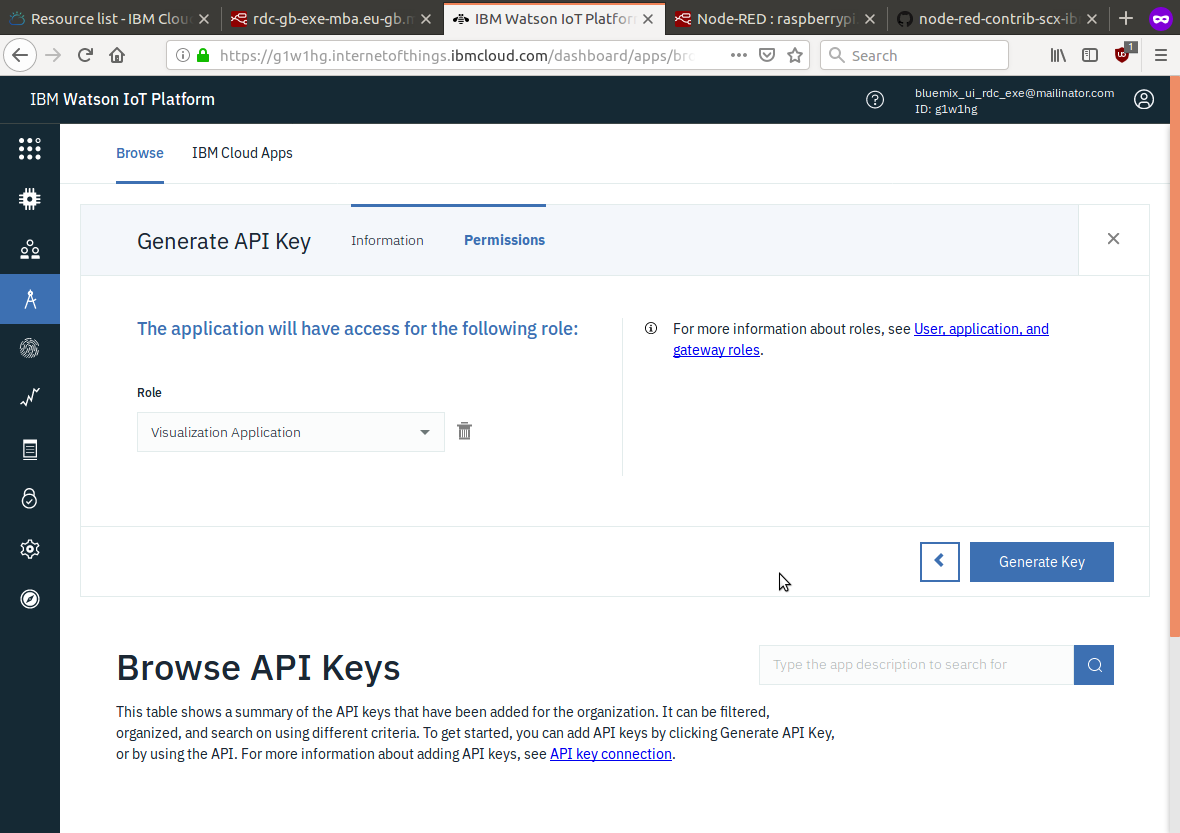 Resource list - IBM Clou
rdc-gb-exe-mba.eu-gb.m
IBM Watson IoT Platfor
Node-RED : raspberrypi
node-red-contrib-scx-ib
https://g1w1hg.internetofthings.ibmcloud.com/dashboard/apps/bro
Search
1
IBM Watson IoT Platform
bluemix_ui_rdc_exe@mailinator.com
ID: g1w1hg
Browse
IBM Cloud Apps
Generate API Key
Information
Permissions
The application will have access for the following role:
For more information about roles, see User, application, and
gateway roles.
Role
Visualization Application
Generate Key
Browse API Keys
Type the app description to search for
This table shows a summary of the API keys that have been added for the organization. It can be filtered,
organized, and search on using different criteria. To get started, you can add API keys by clicking Generate API Key,
or by using the API. For more information about adding API keys, see API key connection.